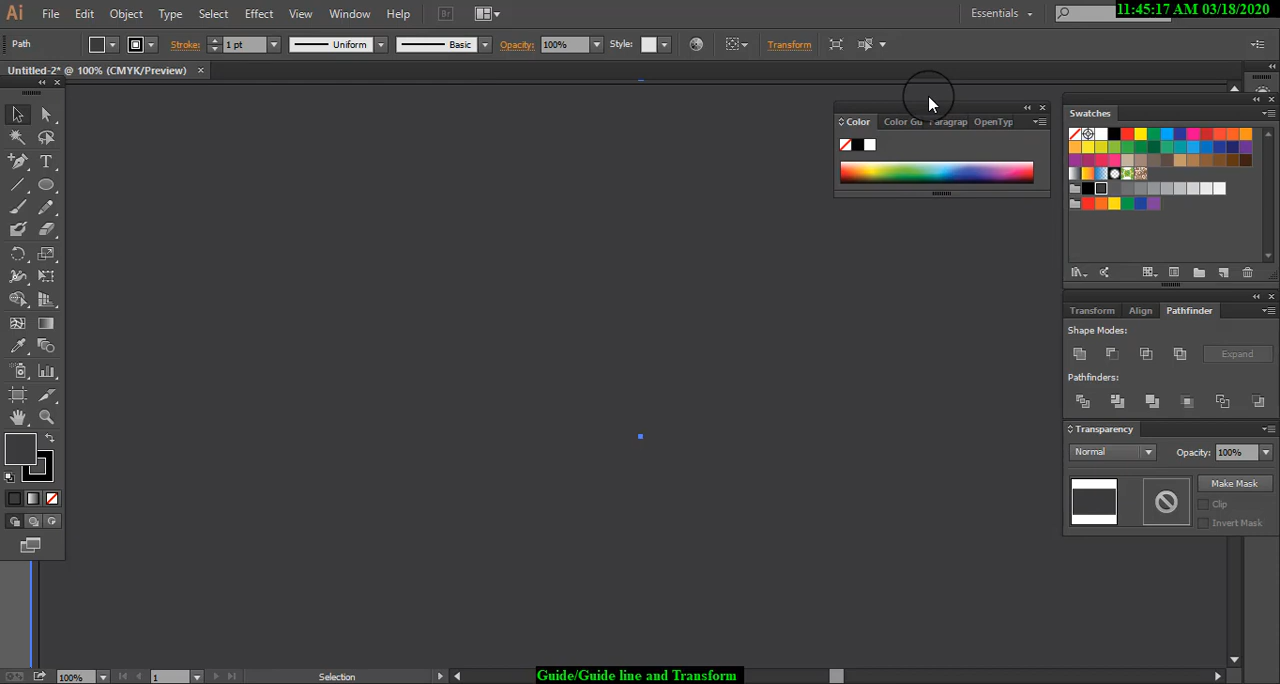 Ai File Edit Object Type Select Effect View Window Help Br Essentials 11:45:17 AM 03/18/2020
Path Stroke: 1 pt Uniform Basic Opacity: 100% Style: Transform
Untitled-2* @ 100% (CMYK/Preview)
Color Color Gu Paragrap OpenTyp
Swatches
Transform Align Pathfinder
Shape Modes:
Expand
Pathfinders:
Transparency
Normal Opacity: 100%
Make Mask
Clip
Invert Mask
T
100% 1 Selection
Guide/Guide line and Transform